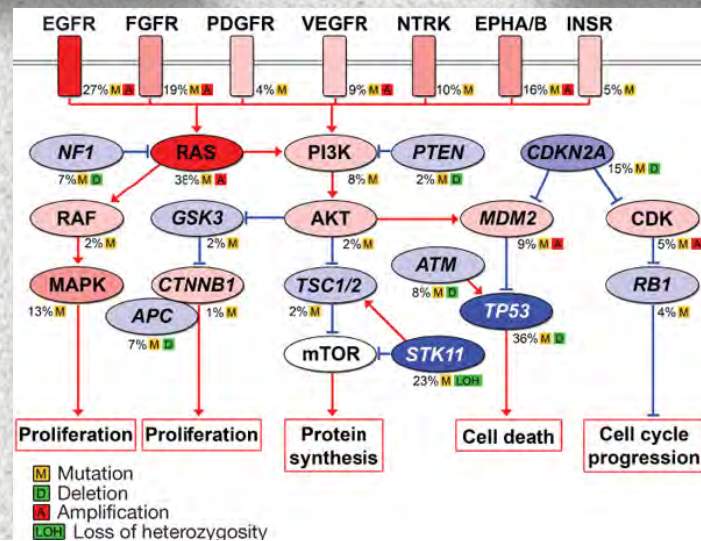 EGFR FGFR PDGFR VEGFR NTRK EPHA/B INSR
27% M A 19% M A 4% M 9% M A 10% M 16% M A 5% M
NF1 RAS PI3K PTEN CDKN2A
7% M D 38% M A 8% M 2% M D 15% M D
RAF GSK3 AKT MDM2 CDK
2% M 2% M 2% M 9% M A 5% M A
MAPK CTNNB1 TSC1/2 ATM RB1
13% M 1% M 2% M 8% M D 4% M
APC TP53
7% M D 36% M D
mTOR STK11
23% M LOH
Proliferation Proliferation Protein synthesis Cell death Cell cycle progression
M Mutation
D Deletion
A Amplification
LOH Loss of heterozygosity